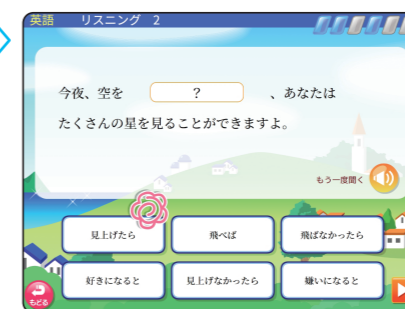 英語 リスニング 2
今夜、空を ? 、あなたは
たくさんの星を見ることができますよ。
もう一度聞く
見上げたら 飛べば 飛ばなかったら
好きになると 見上げなかったら 嫌いになると
もどる